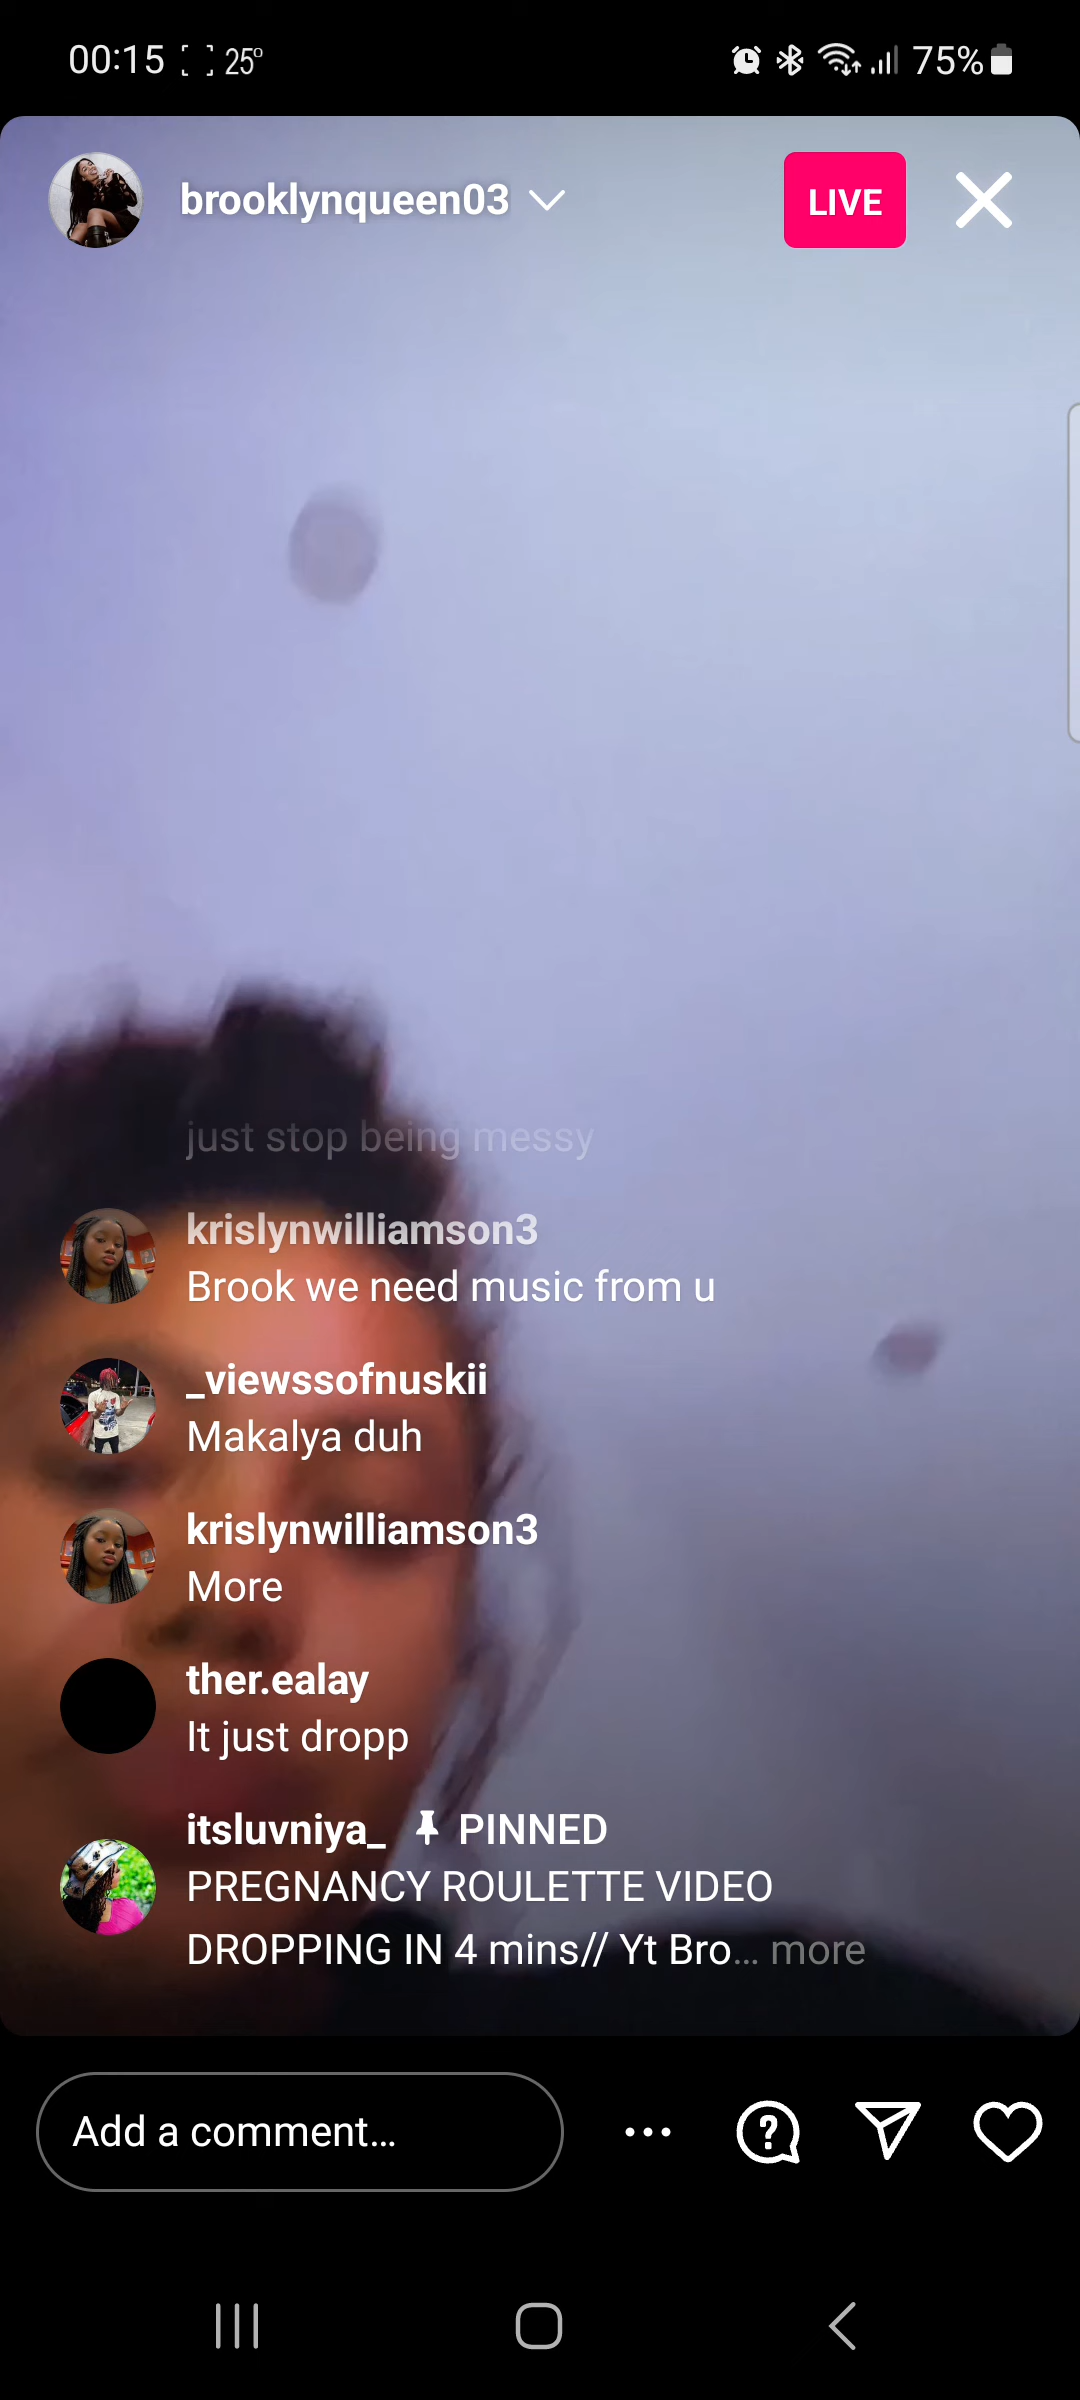 00:15 25°
75%
brooklynqueen03
LIVE
just stop being messy
krislynwilliamson3
Brook we need music from u
_viewssofnuskii
Makalya duh
krislynwilliamson3
More
ther.ealay
It just dropp
itsluvniya_ PINNED
PREGNANCY ROULETTE VIDEO
DROPPING IN 4 mins// Yt Bro... more
Add a comment...